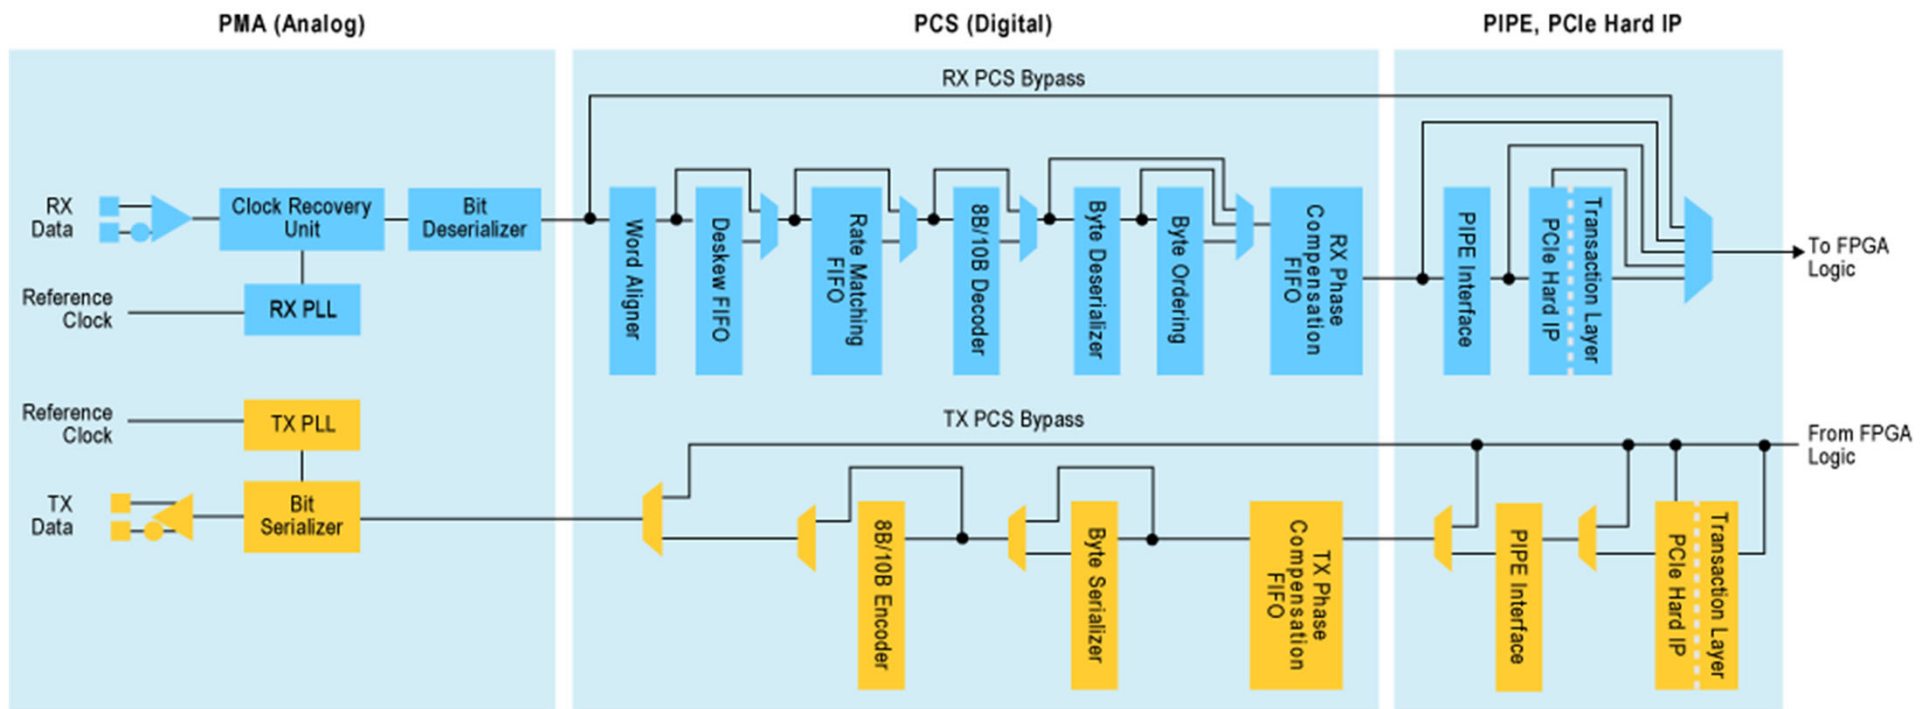 PMA (Analog)
PCS (Digital)
PIPE, PCIe Hard IP
RX PCS Bypass
RX
Data
Clock Recovery
Unit
Bit
Deserializer
Reference
Clock
RX PLL
Word Aligner
Deskew FIFO
Rate Matching
FIFO
8B/10B Decoder
Byte Deserializer
Byte Ordering
RX Phase
Compensation
FIFO
PIPE Interface
PCIe Hard IP
Transaction Layer
To FPGA
Logic
Reference
Clock
TX PLL
TX PCS Bypass
From FPGA
Logic
TX
Data
Bit
Serializer
8B/10B Encoder
Byte Serializer
TX Phase
Compensation
FIFO
PIPE Interface
PCIe Hard IP
Transaction Layer